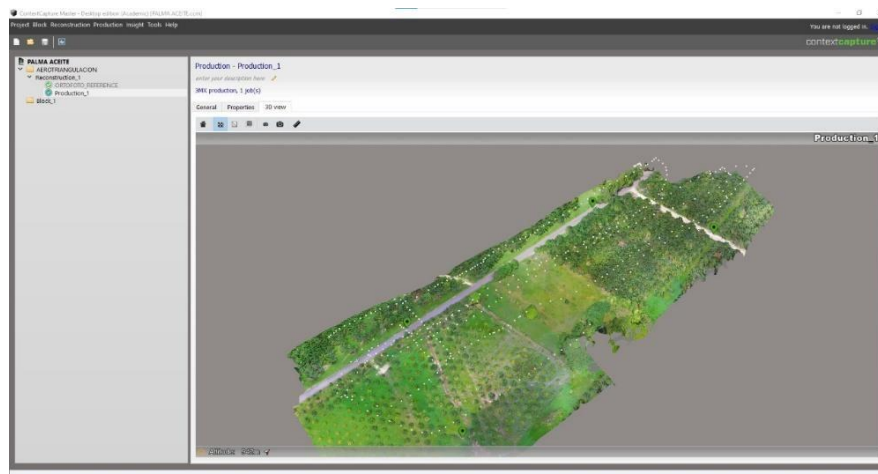 ContextCapture Master - Desktop edition (Academic) (PALMA ACEITE.ccm)
Project Block Reconstruction Production Insight Tools Help
You are not logged in.
contextcapture
PALMA ACEITE
AEROTRIANGULACION
Reconstruction_1
ORTOFOTO_REFERENCE
Production_1
Block_1
Production - Production_1
enter your description here
3MX production, 1 job(s)
General Properties 3D view
Production_1
Altitude: